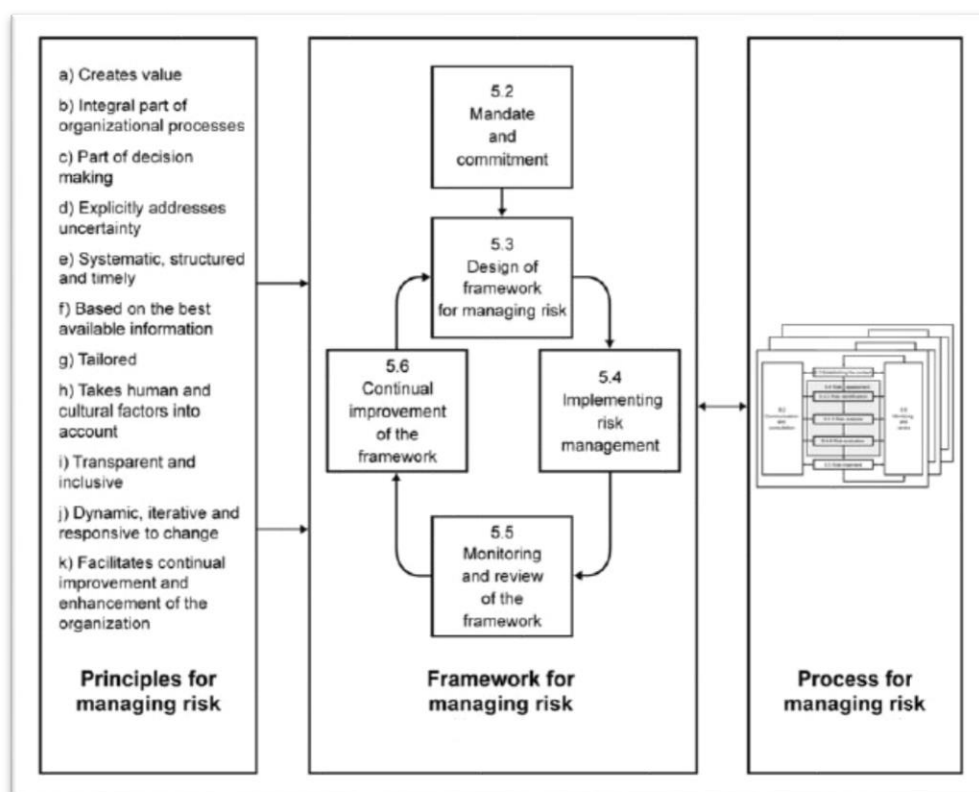 a) Creates value
b) Integral part of
organizational processes
c) Part of decision
making
d) Explicitly addresses
uncertainty
e) Systematic, structured
and timely
f) Based on the best
available information
g) Tailored
h) Takes human and
cultural factors into
account
i) Transparent and
inclusive
j) Dynamic, iterative and
responsive to change
k) Facilitates continual
improvement and
enhancement of the
organization
Principles for
managing risk
5.2
Mandate
and
commitment
5.3
Design of
framework
for managing risk
5.6
Continual
improvement
of the
framework
5.4
Implementing
risk
management
5.5
Monitoring
and review
of the
framework
Framework for
managing risk
Process for
managing risk